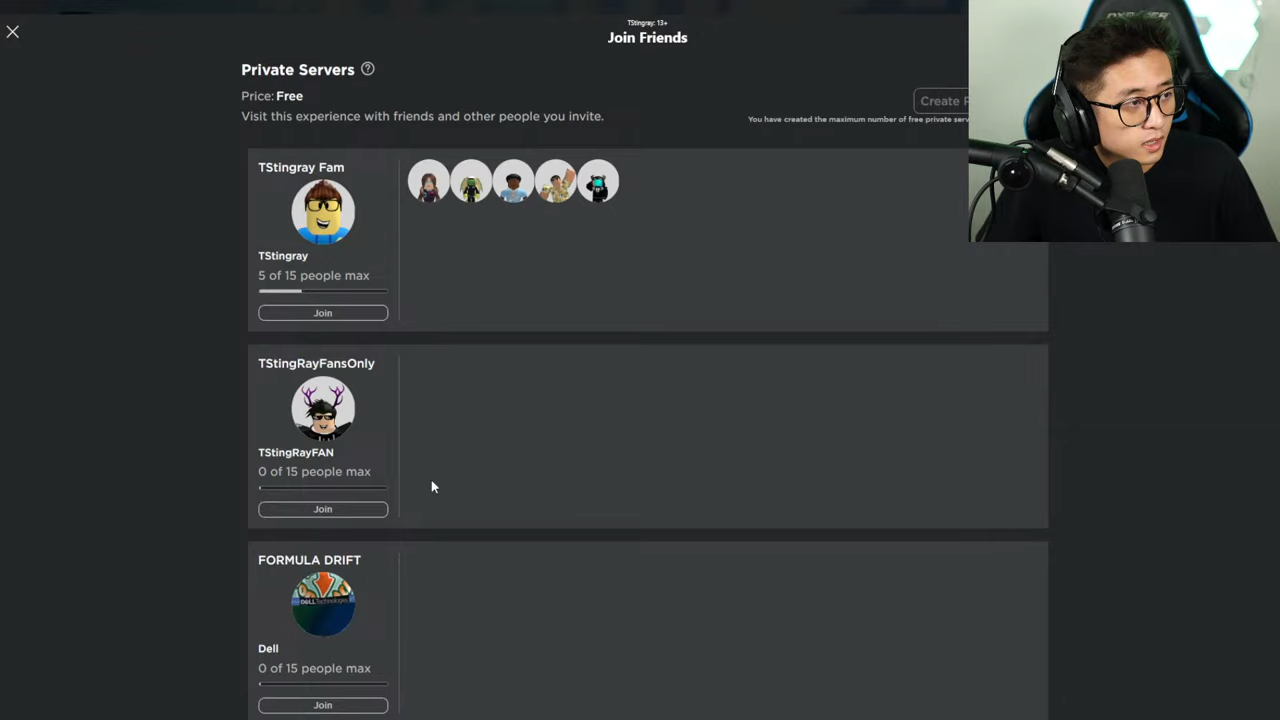 TStingray: 13+
Join Friends
Private Servers
Price: Free
Create P
Visit this experience with friends and other people you invite.
You have created the maximum number of free private serv
TStingray Fam
TStingray
5 of 15 people max
Join
TStingRayFansOnly
TStingRayFAN
0 of 15 people max
Join
FORMULA DRIFT
DELLTechnologies
Dell
0 of 15 people max
Join